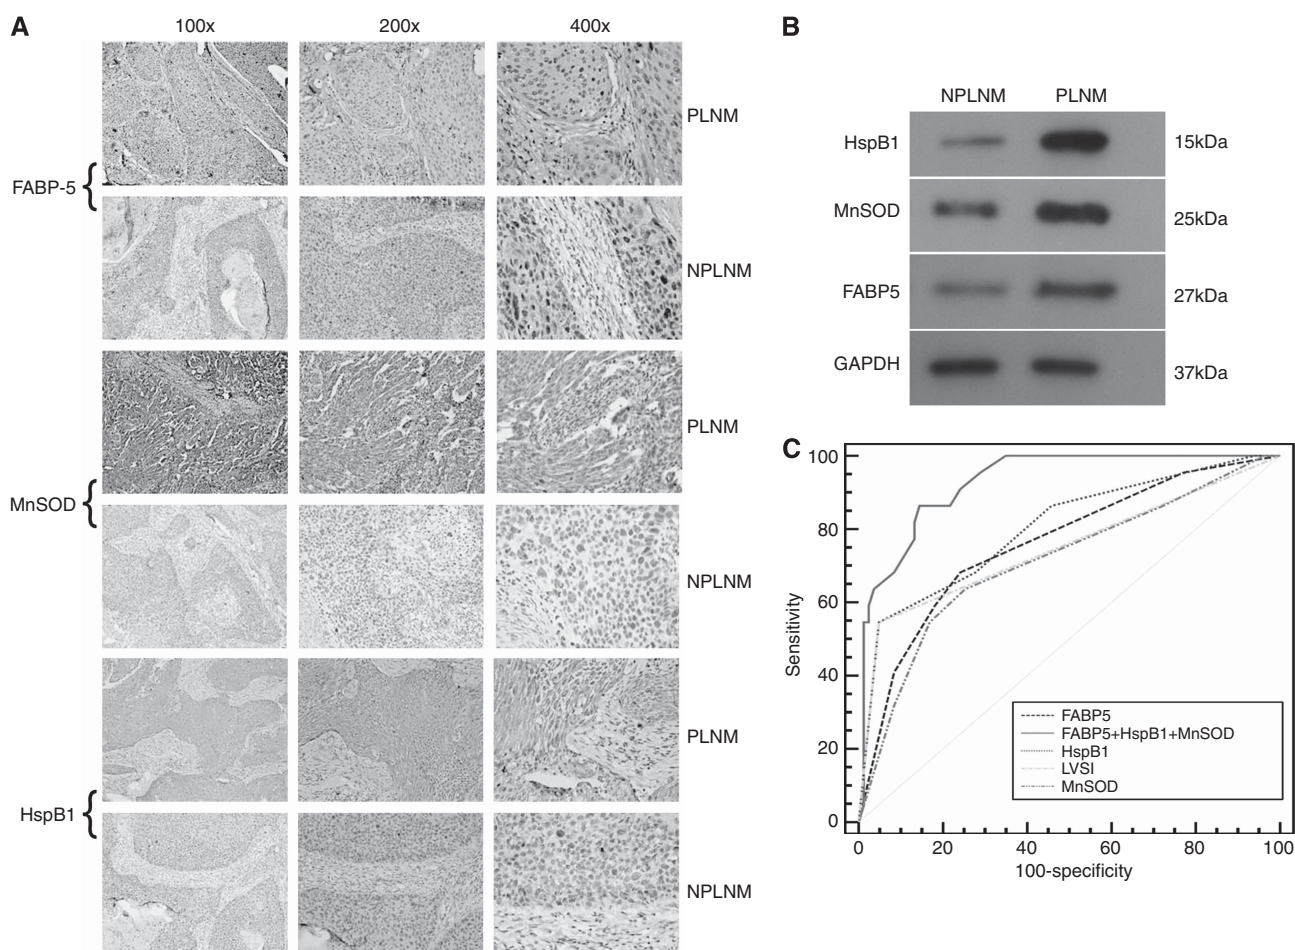 A
100x 200x 400x
PLNM
FABP-5
NPLNM
PLNM
MnSOD
NPLNM
PLNM
HspB1
NPLNM
B
NPLNM PLNM
HspB1 15kDa
MnSOD 25kDa
FABP5 27kDa
GAPDH 37kDa
C
100
80
60
40
20
0
Sensitivity
FABP5
FABP5+HspB1+MnSOD
HspB1
LVSI
MnSOD
0 20 40 60 80 100
100-specificity